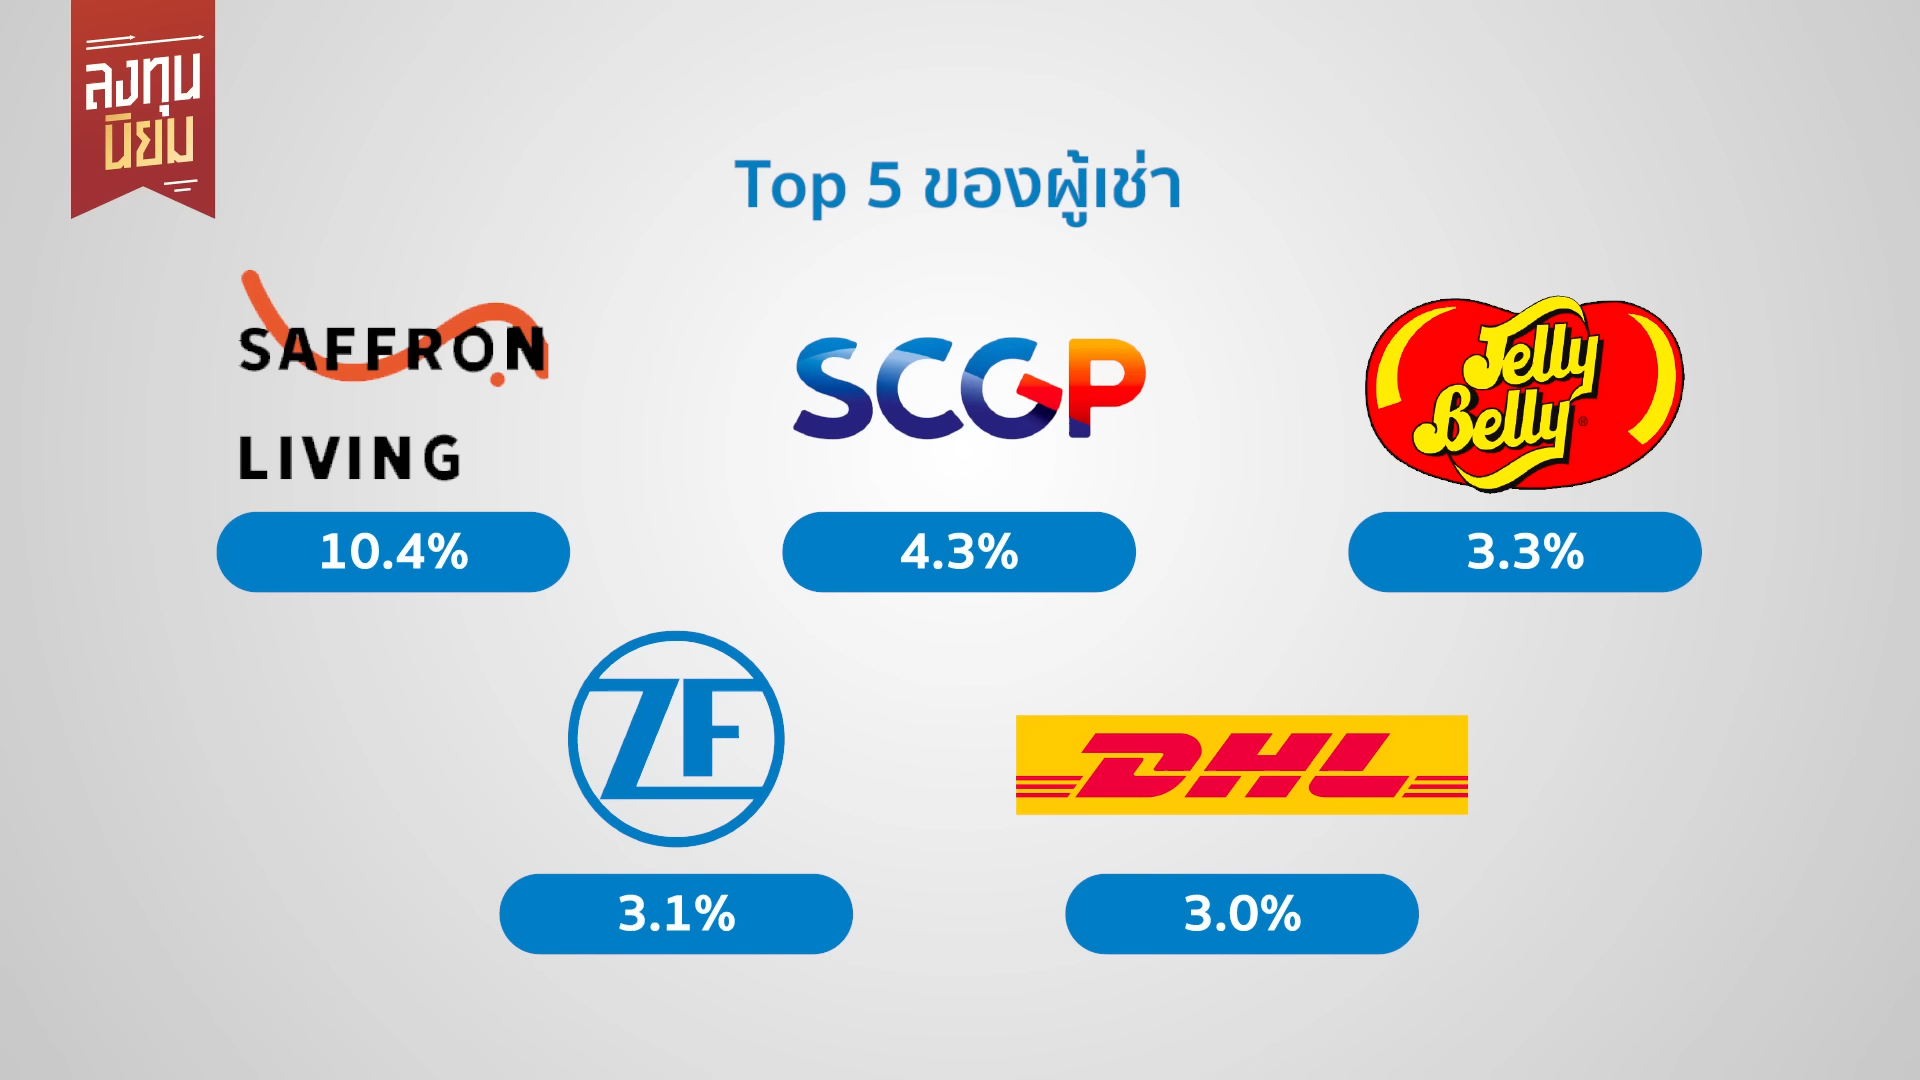 ลงทุน
นิยม
Top 5 ของผู้เช่า
SAFFRON
LIVING
SCGP
Jelly
Belly
®
10.4%
4.3%
3.3%
ZF
DHL
3.1%
3.0%